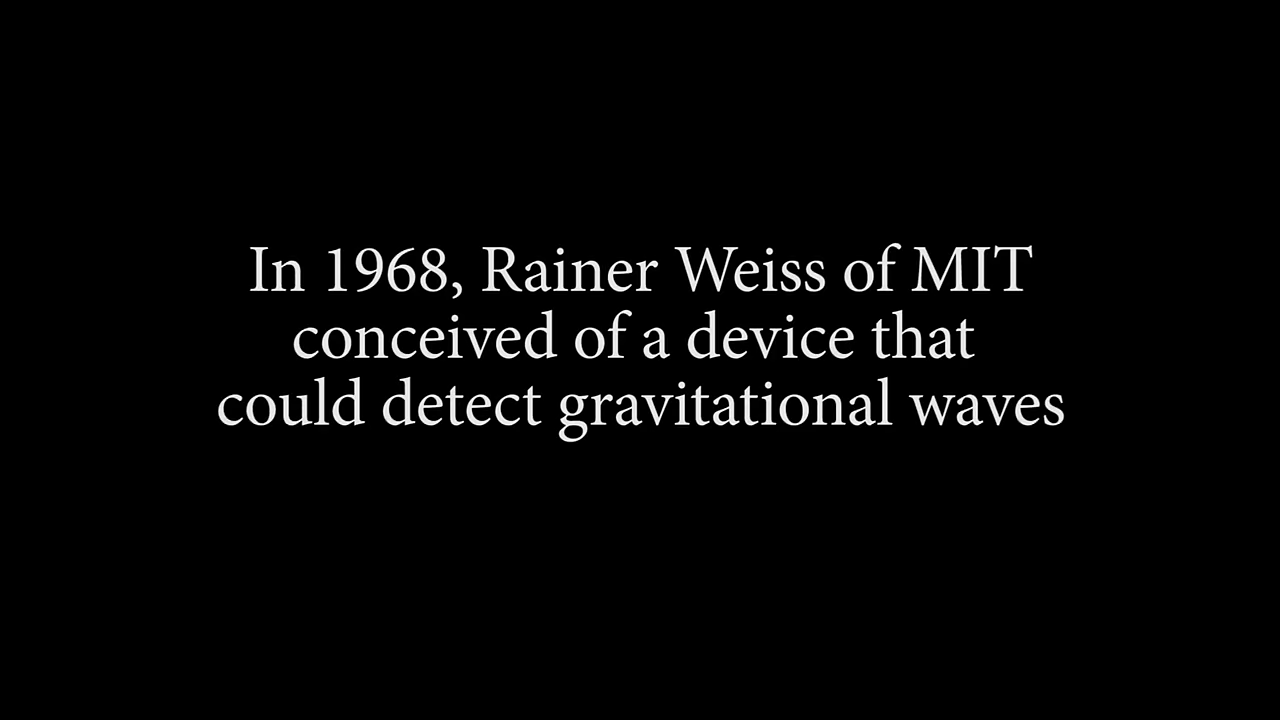 In 1968, Rainer Weiss of MIT
conceived of a device that
could detect gravitational waves